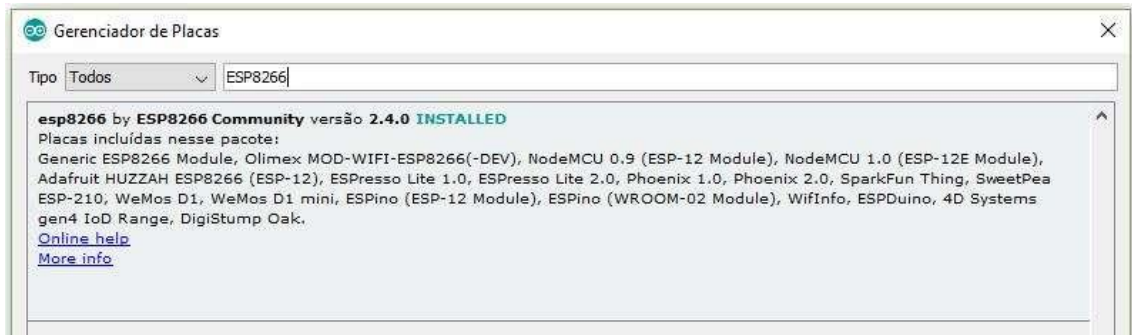 Gerenciador de Placas
Tipo Todos ESP8266
esp8266 by ESP8266 Community versão 2.4.0 INSTALLED
Placas incluídas nesse pacote:
Generic ESP8266 Module, Olimex MOD-WIFI-ESP8266(-DEV), NodeMCU 0.9 (ESP-12 Module), NodeMCU 1.0 (ESP-12E Module),
Adafruit HUZZAH ESP8266 (ESP-12), ESPresso Lite 1.0, ESPresso Lite 2.0, Phoenix 1.0, Phoenix 2.0, SparkFun Thing, SweetPea
ESP-210, WeMos D1, WeMos D1 mini, ESPino (ESP-12 Module), ESPino (WROOM-02 Module), WifInfo, ESPDuino, 4D Systems
gen4 IoD Range, DigiStump Oak.
Online help
More info